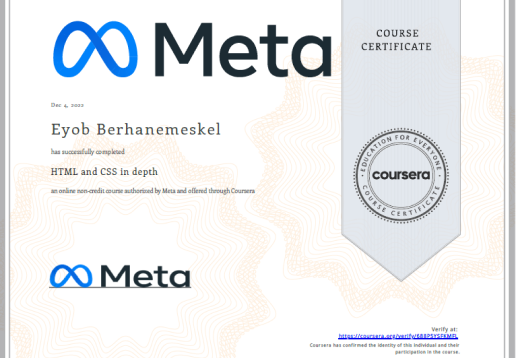 Meta
COURSE
CERTIFICATE
Dec 4, 2022
Eyob Berhanemeskel
has successfully completed
HTML and CSS in depth
an online non-credit course authorized by Meta and offered through Coursera
EDUCATION FOR EVERYONE
coursera
COURSE CERTIFICATE
Meta
Verify at:
Coursera has confirmed the identity of this individual and their
participation in the course.